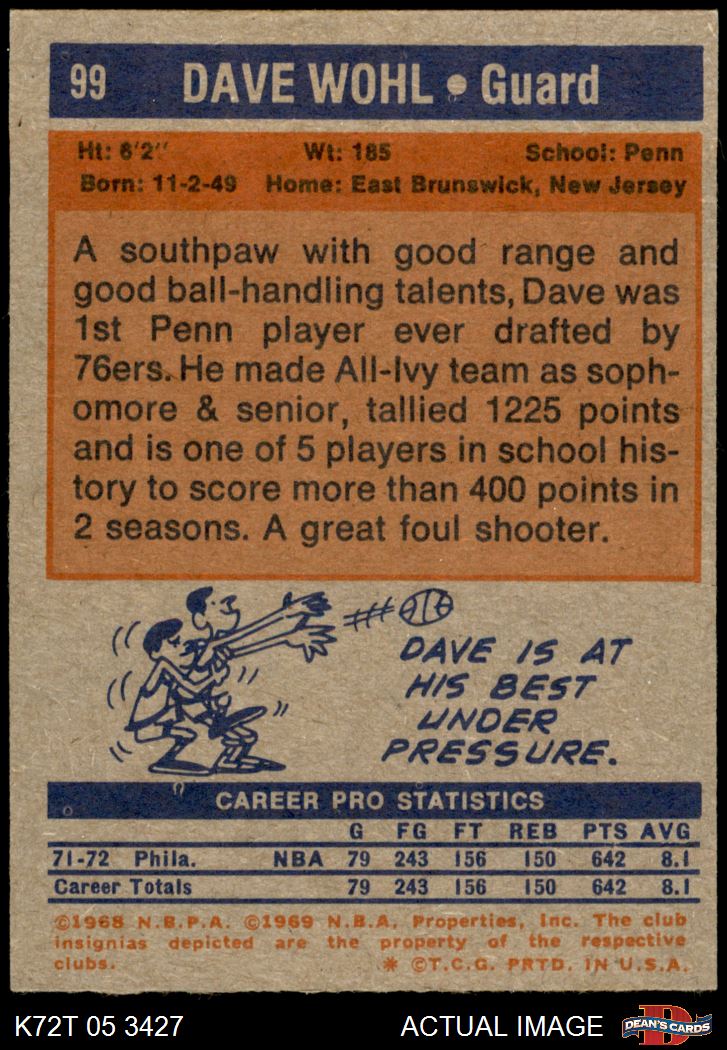 99 DAVE WOHL • Guard
Ht: 6'2" Wt: 185 School: Penn
Born: 11-2-49 Home: East Brunswick, New Jersey
A southpaw with good range and
good ball-handling talents, Dave was
1st Penn player ever drafted by
76ers. He made All-Ivy team as soph-
omore & senior, tallied 1225 points
and is one of 5 players in school his-
tory to score more than 400 points in
2 seasons. A great foul shooter.
DAVE IS AT
HIS BEST
UNDER
PRESSURE.
CAREER PRO STATISTICS
G FG FT REB PTS AVG
71-72 Phila. NBA 79 243 156 150 642 8.1
Career Totals 79 243 156 150 642 8.1
©1968 N.B.P.A. ©1969 N.B.A. Properties, Inc. The club
insignias depicted are the property of the respective
clubs. * ©T.C.G. PRTD. IN U.S.A.
K72T 05 3427 ACTUAL IMAGE D DEAN'S CARDS